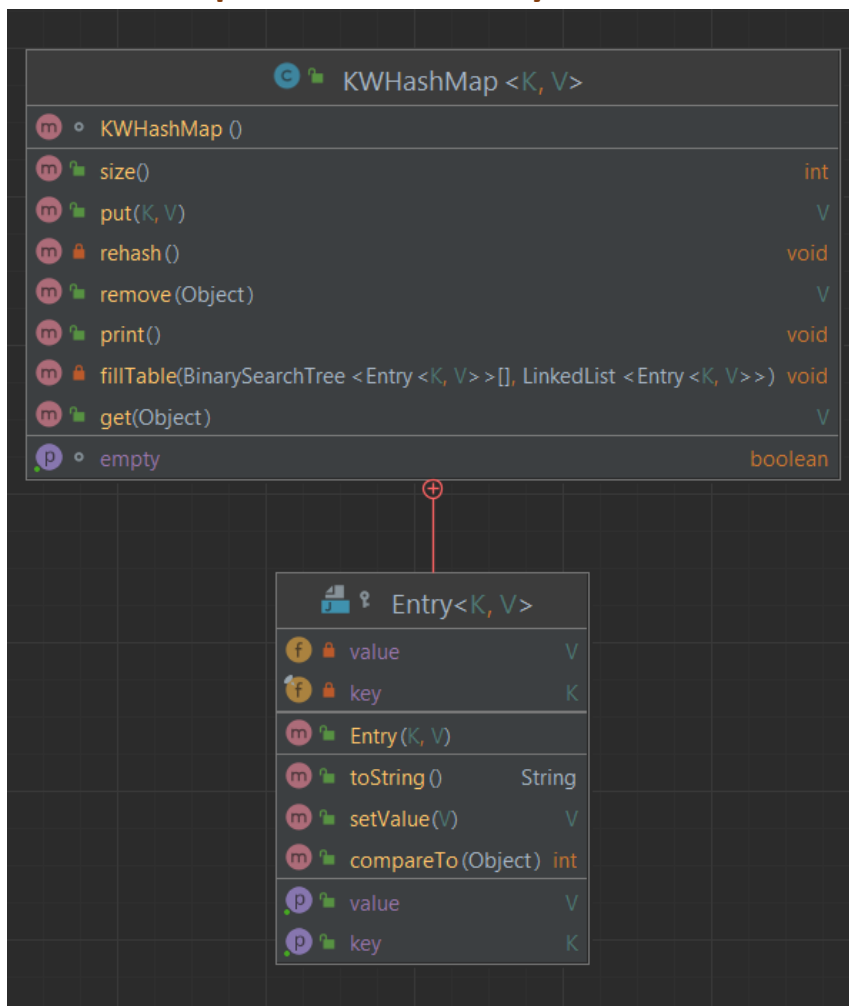 KWHashMap <K, V>
KWHashMap ()
size() int
put(K, V) V
rehash() void
remove(Object) V
print() void
fillTable(BinarySearchTree <Entry <K, V> >[], LinkedList <Entry <K, V>>) void
get(Object) V
empty boolean
Entry<K, V>
value V
key K
Entry(K, V)
toString() String
setValue(V) V
compareTo(Object) int
value V
key K